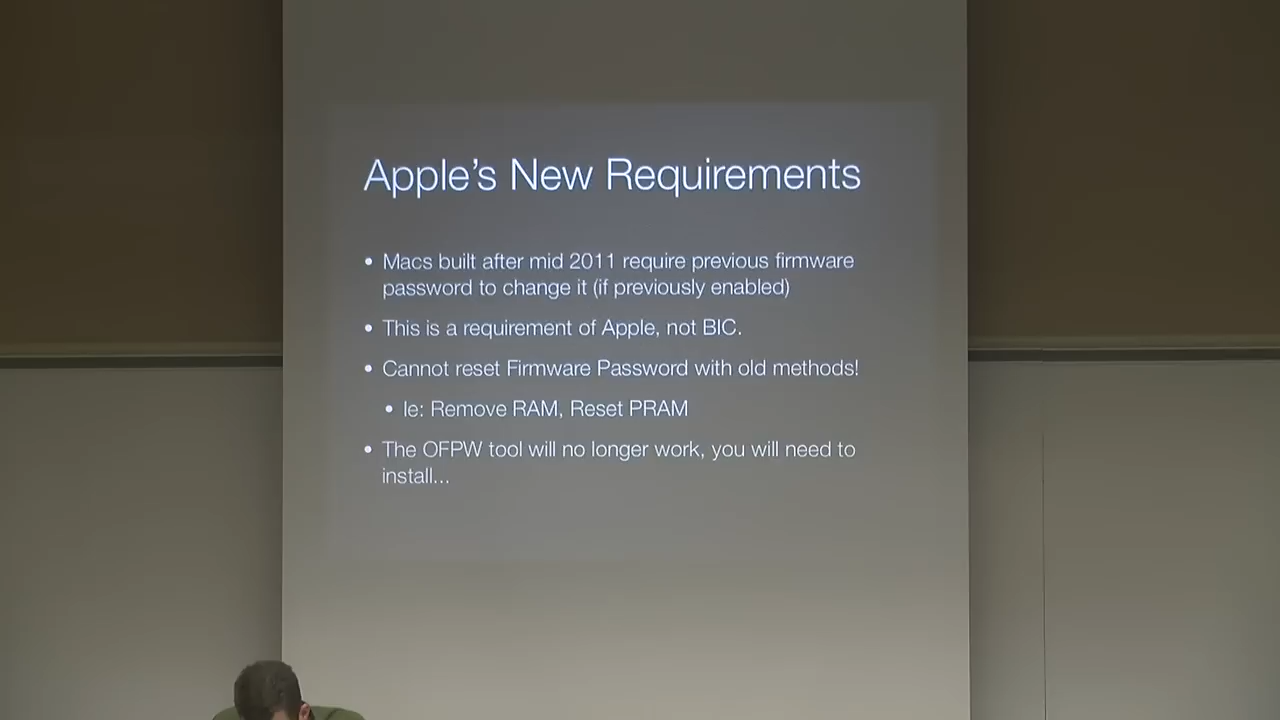 Apple's New Requirements
• Macs built after mid 2011 require previous firmware
password to change it (if previously enabled)
• This is a requirement of Apple, not BIC.
• Cannot reset Firmware Password with old methods!
• Ie: Remove RAM, Reset PRAM
• The OFPW tool will no longer work, you will need to
install...